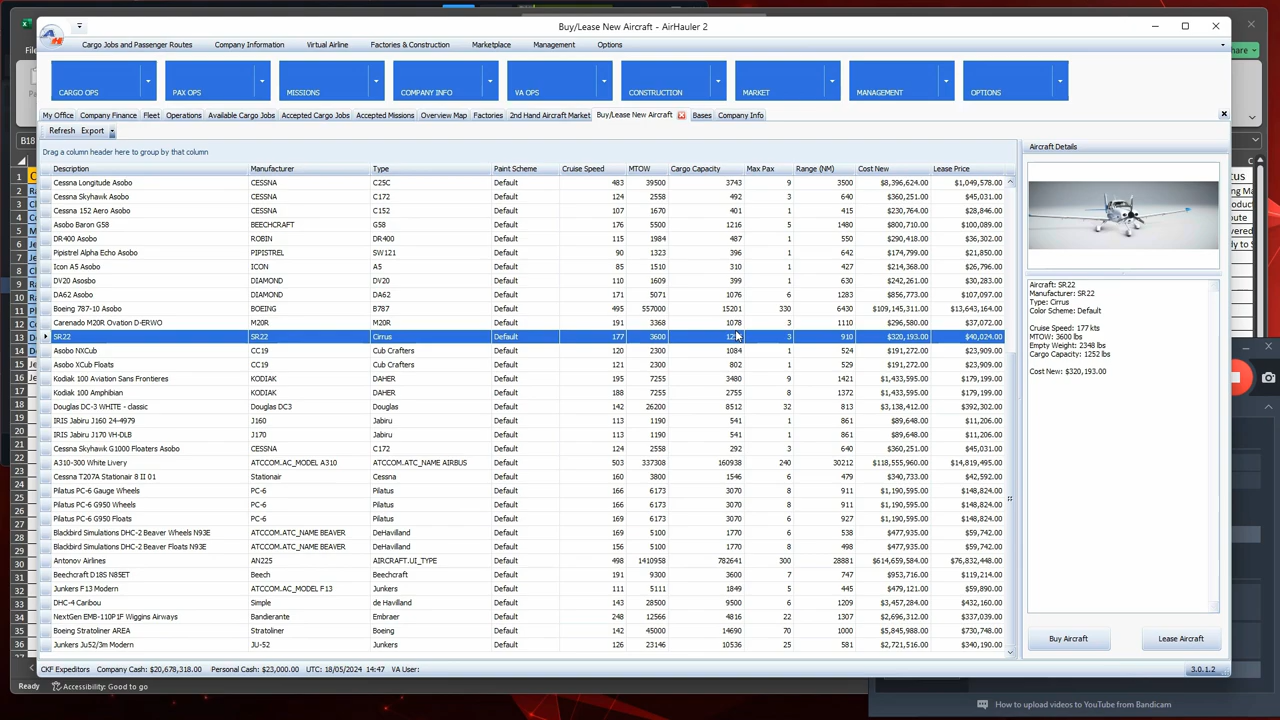 Buy/Lease New Aircraft - AirHauler 2
Cargo Jobs and Passenger Routes Company Information Virtual Airline Factories & Construction Marketplace Management Options
CARGO OPS PAX OPS MISSIONS COMPANY INFO VA OPS CONSTRUCTION MARKET MANAGEMENT OPTIONS
My Office Company Finance Fleet Operations Available Cargo Jobs Accepted Cargo Jobs Accepted Missions Overview Map Factories 2nd Hand Aircraft Market Buy/Lease New Aircraft Bases Company Info
Refresh Export
Drag a column header here to group by that column
Description Manufacturer Type Paint Scheme Cruise Speed MTOW Cargo Capacity Max Pax Range (NM) Cost New Lease Price
Cessna Longitude Asobo CESSNA C25C Default 483 39500 3743 9 3500 $8,396,624.00 $1,049,578.00
Cessna Skyhawk Asobo CESSNA C172 Default 124 2558 492 3 640 $360,251.00 $45,031.00
Cessna 152 Aero Asobo CESSNA C152 Default 107 1670 401 1 415 $230,764.00 $28,846.00
Asobo Baron G58 BEECHCRAFT BE58 Default 176 5500 1216 5 1480 $800,710.00 $100,089.00
DR400 Asobo ROBIN DR400 Default 115 1984 487 1 550 $290,418.00 $36,302.00
Pipistrel Alpha Echo Asobo PIPISTREL SW121 Default 90 1323 396 1 642 $174,799.00 $21,850.00
Icon A5 Asobo ICON A5 Default 85 1510 310 1 427 $214,368.00 $26,796.00
DV20 Asobo DIAMOND DV20 Default 110 1609 399 1 630 $242,261.00 $30,283.00
DA62 Asobo DIAMOND DA62 Default 171 5071 1076 6 1283 $856,773.00 $107,097.00
Boeing 787-10 Asobo BOEING B787 Default 495 557000 15201 330 6430 $109,145,311.00 $13,643,164.00
Carenado M20R Ovation D-ERWO M20R M20R Default 191 3368 1078 3 1110 $296,580.00 $37,072.00
SR22 SR22 Cirrus Default 177 3600 3 910 $320,193.00 $40,024.00
Asobo NXCub CC19 Cub Crafters Default 120 2300 1084 1 524 $191,272.00 $23,909.00
Asobo XCub Floats CC19 Cub Crafters Default 121 2300 802 1 529 $191,272.00 $23,909.00
Kodiak 100 Aviation Sans Frontieres KODIAK DAHER Default 195 7255 3480 9 1421 $1,433,595.00 $179,199.00
Kodiak 100 Amphibian KODIAK DAHER Default 188 7255 2755 8 1372 $1,433,595.00 $179,199.00
Douglas DC-3 WHITE - classic Douglas DC3 Douglas Default 142 26200 8512 32 813 $3,138,412.00 $392,302.00
IRIS Jabiru J160 24-4979 J160 Jabiru Default 113 1190 541 1 861 $89,648.00 $11,206.00
IRIS Jabiru J170 VH-DLB J170 Jabiru Default 113 1190 541 1 861 $89,648.00 $11,206.00
Cessna Skyhawk G1000 Floaters Asobo CESSNA C172 Default 124 2558 292 3 640 $360,251.00 $45,031.00
A310-300 White Livery ATCCOM.AC_MODEL A310 ATCCOM.ATC_NAME AIRBUS Default 503 337308 160938 240 30212 $118,555,960.00 $14,819,495.00
Cessna T207A Stationair 8 II 01 Stationair Cessna Default 160 3800 1546 6 479 $340,733.00 $42,592.00
Pilatus PC-6 Gauge Wheels PC-6 Pilatus Default 166 6173 3070 8 911 $1,190,595.00 $148,824.00
Pilatus PC-6 G950 Wheels PC-6 Pilatus Default 166 6173 3070 8 911 $1,190,595.00 $148,824.00
Pilatus PC-6 G950 Floats PC-6 Pilatus Default 169 6173 3070 6 927 $1,190,595.00 $148,824.00
Blackbird Simulations DHC-2 Beaver Wheels N93E ATCCOM.ATC_NAME BEAVER DeHavilland Default 169 5100 1770 6 538 $477,935.00 $59,742.00
Blackbird Simulations DHC-2 Beaver Floats N93E ATCCOM.ATC_NAME BEAVER DeHavilland Default 156 5100 1770 8 498 $477,935.00 $59,742.00
Antonov Airlines AN225 AIRCRAFT.UI_TYPE Default 498 1410958 782641 300 28881 $614,659,584.00 $76,832,448.00
Beechcraft D18S N85ET Beech Beechcraft Default 191 9300 3600 7 747 $953,716.00 $119,214.00
Junkers F13 Modern ATCCOM.AC_MODEL F13 Junkers Default 111 5111 1849 5 445 $479,121.00 $59,890.00
DHC-4 Caribou Simple de Havilland Default 143 28500 9500 6 1209 $3,457,284.00 $432,160.00
NextGen EMB-110P1F Wiggins Airways Bandierante Embraer Default 248 12566 4816 22 1307 $2,696,312.00 $337,039.00
Boeing Stratoliner AREA Stratoliner Boeing Default 142 45000 14690 70 1000 $5,845,988.00 $730,748.00
Junkers Ju52/3m Modern JU-52 Junkers Default 126 23146 10536 25 581 $2,721,516.00 $340,190.00
Aircraft Details
Aircraft: SR22
Manufacturer: SR22
Type: Cirrus
Color Scheme: Default
Cruise Speed: 177 kts
MTOW: 3600 lbs
Empty Weight: 2348 lbs
Cargo Capacity: 1252 lbs
Cost New: $320,193.00
Buy Aircraft Lease Aircraft
CKF Expeditors Company Cash: $20,678,318.00 Personal Cash: $23,000.00 UTC: 18/05/2024 14:47 VA User: 3.0.1.2
Ready Accessibility: Good to go
How to upload videos to YouTube from Bandicam